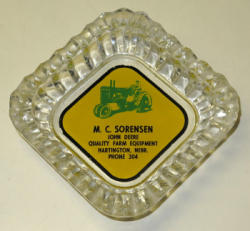 M. C. SORENSEN
JOHN DEERE
QUALITY FARM EQUIPMENT
HARTINGTON, NEBR.
PHONE 304